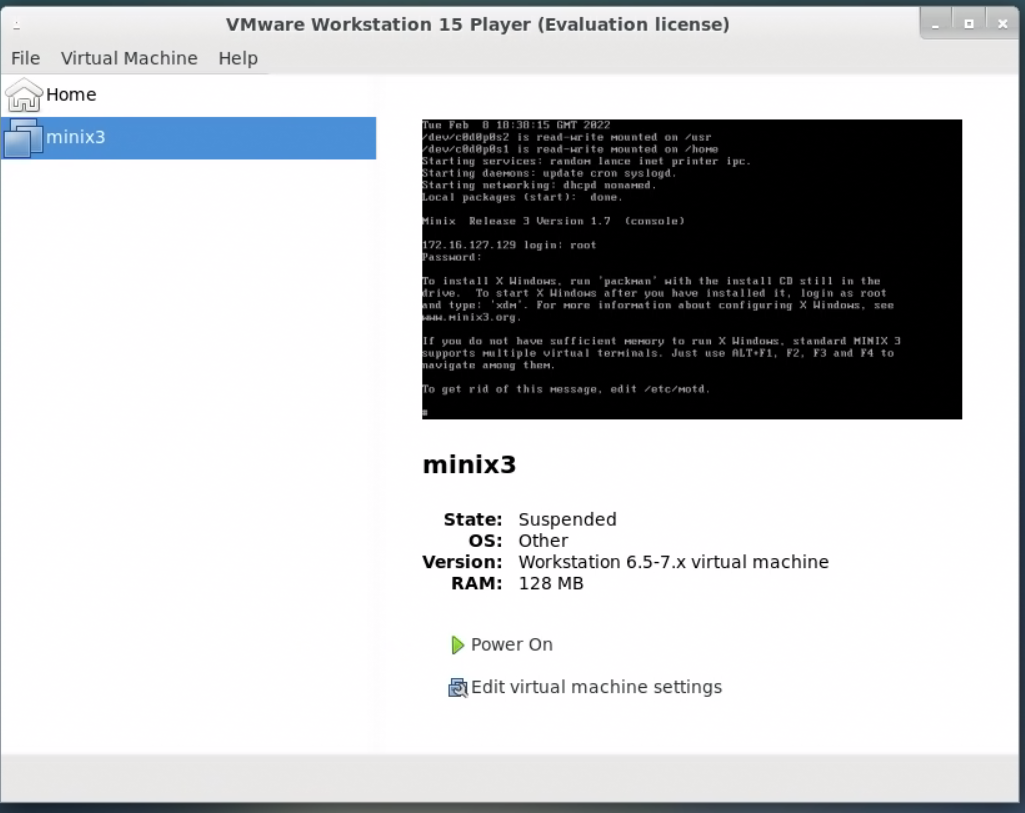 VMware Workstation 15 Player (Evaluation license)
File Virtual Machine Help
Home
minix3
Tue Feb 8 18:38:15 GMT 2022
/dev/c0d0p0s2 is read-write mounted on /usr
/dev/c0d0p0s1 is read-write mounted on /home
Starting services: random lance inet printer ipc.
Starting daemons: update cron syslogd.
Starting networking: dhcpd nonamed.
Local packages (start): done.
Minix Release 3 Version 1.7 (console)
172.16.127.129 login: root
Password:
To install X Windows, run 'packman' with the install CD still in the
drive. To start X Windows after you have installed it, login as root
and type: 'xdm'. For more information about configuring X Windows, see
www.minix3.org.
If you do not have sufficient memory to run X Windows, standard MINIX 3
supports multiple virtual terminals. Just use ALT+F1, F2, F3 and F4 to
navigate among them.
To get rid of this message, edit /etc/motd.
#
minix3
State: Suspended
OS: Other
Version: Workstation 6.5-7.x virtual machine
RAM: 128 MB
Power On
Edit virtual machine settings